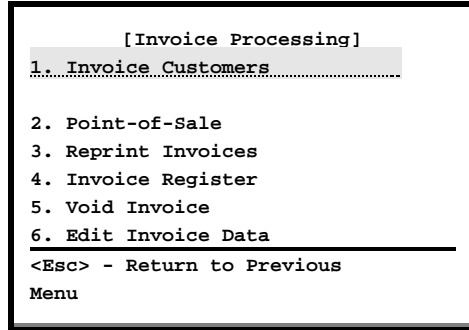 [Invoice Processing]
1. Invoice Customers
2. Point-of-Sale
3. Reprint Invoices
4. Invoice Register
5. Void Invoice
6. Edit Invoice Data
<Esc> - Return to Previous
Menu